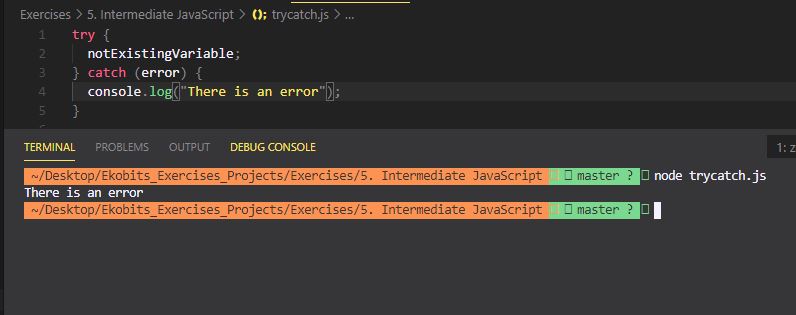 Exercises > 5. Intermediate JavaScript > (); trycatch.js > ...
1 try {
2 notExistingVariable;
3 } catch (error) {
4 console.log("There is an error");
5 }
TERMINAL PROBLEMS OUTPUT DEBUG CONSOLE 1: z
~/Desktop/Ekobits_Exercises_Projects/Exercises/5. Intermediate JavaScript master ? node trycatch.js
There is an error
~/Desktop/Ekobits_Exercises_Projects/Exercises/5. Intermediate JavaScript master ?